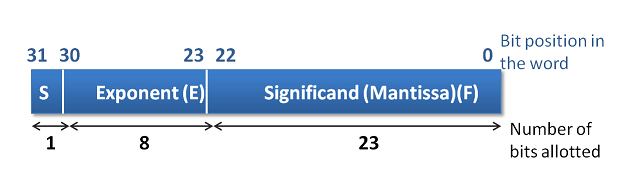 31 30 23 22 0 Bit position in
the word
S Exponent (E) Significand (Mantissa)(F)
1 8 23 Number of
bits allotted